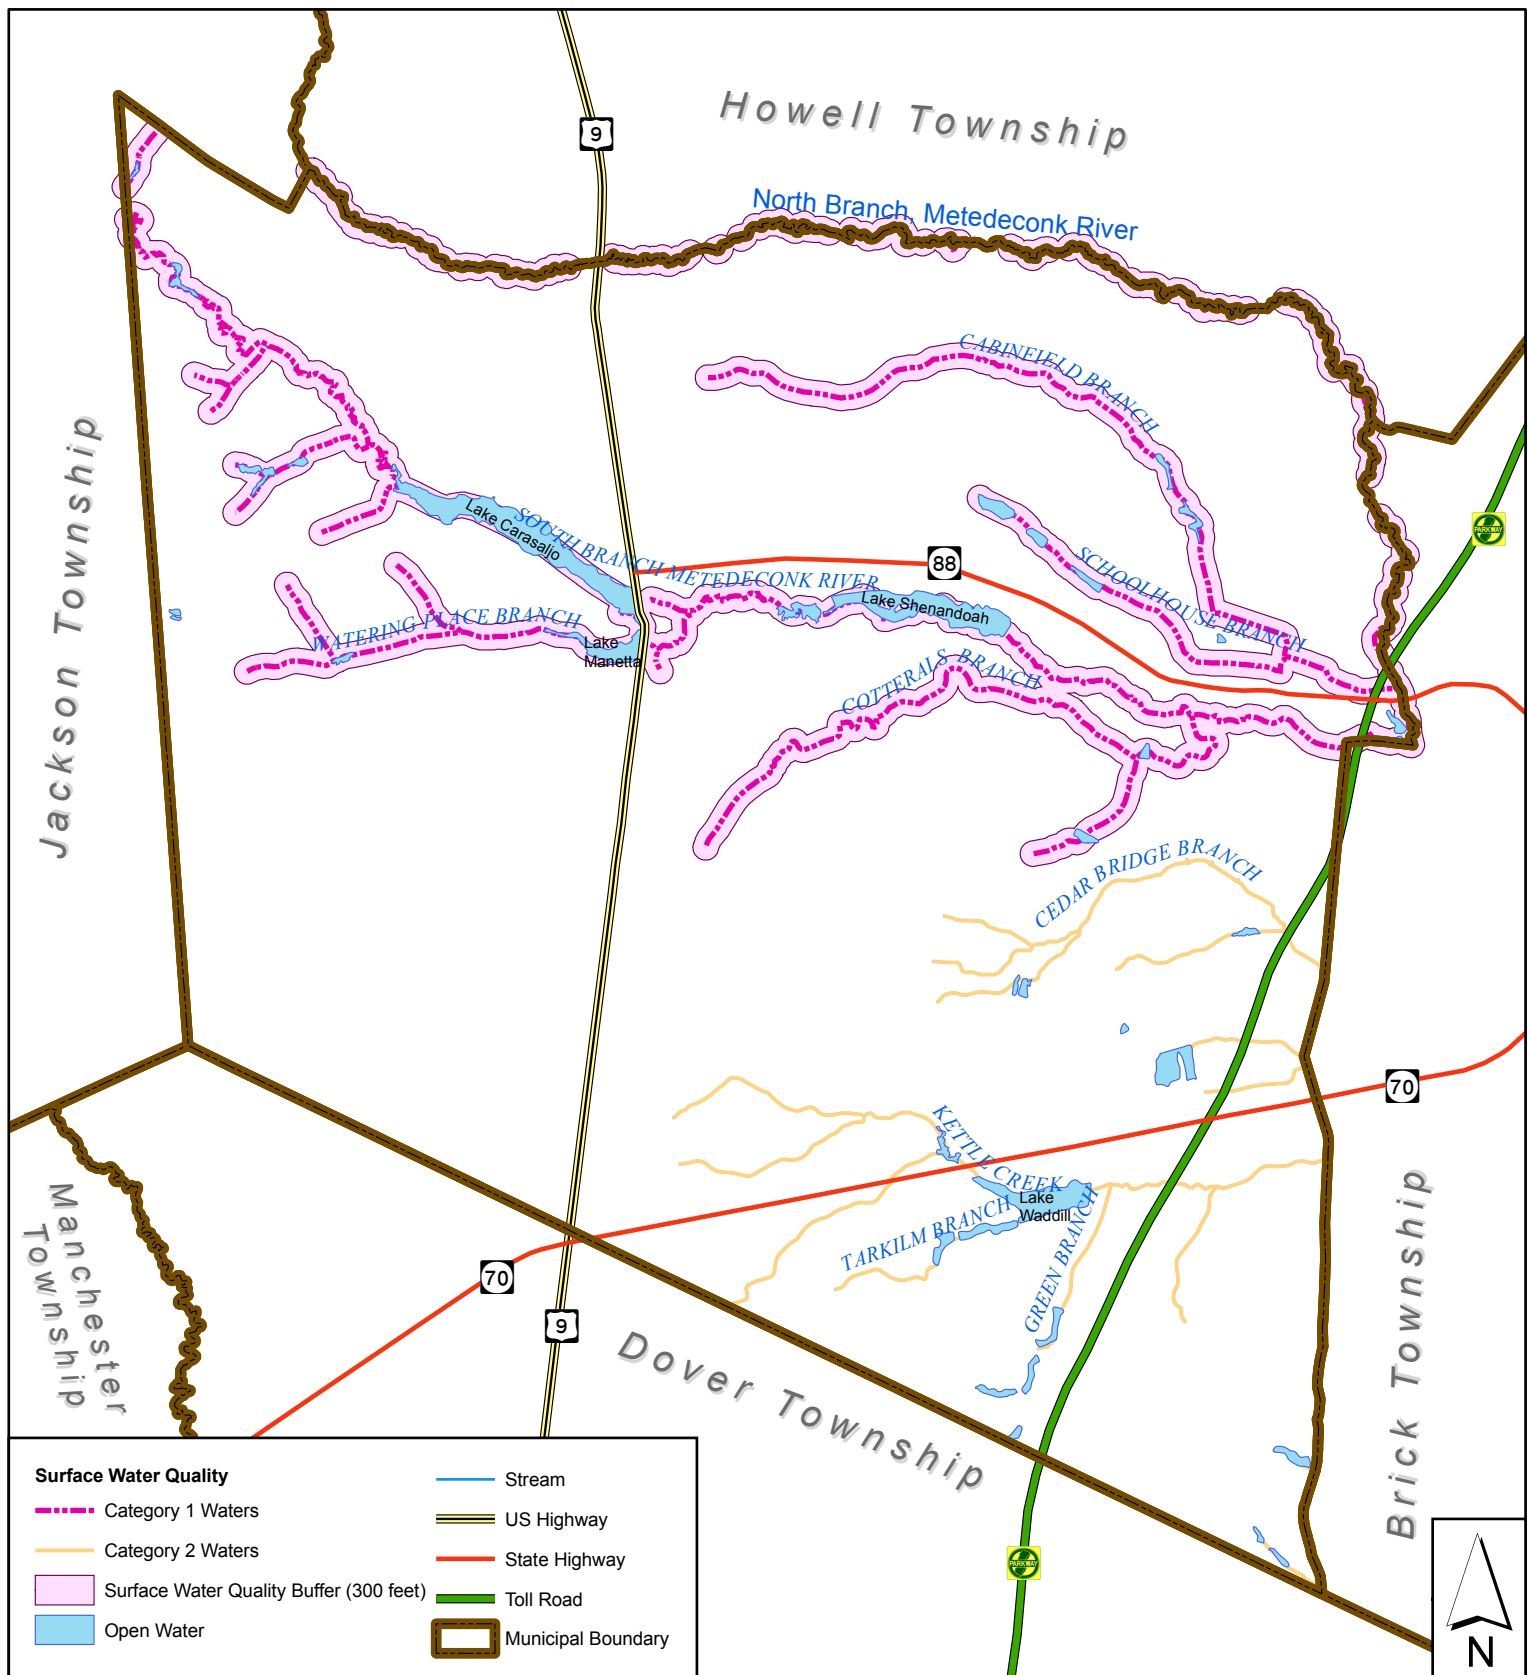 Howell Township
9
North Branch, Metedeconk River
CABINFIELD BRANCH
Jackson Township
Lake Carasaljo
SOUTH BRANCH METEDECONK RIVER
88
PARKWAY
SCHOOLHOUSE BRANCH
Lake Shenandoah
WATERING PLACE BRANCH
Lake
Manetta
COTTERALS BRANCH
CEDAR BRIDGE BRANCH
70
KETTLE CREEK
Lake
Waddill
TARKILM BRANCH
GREEN BRANCH
Manchester
Township
70
9
Dover Township
Brick Township
PARKWAY
Surface Water Quality
Category 1 Waters
Category 2 Waters
Surface Water Quality Buffer (300 feet)
Open Water
Stream
US Highway
State Highway
Toll Road
Municipal Boundary
N